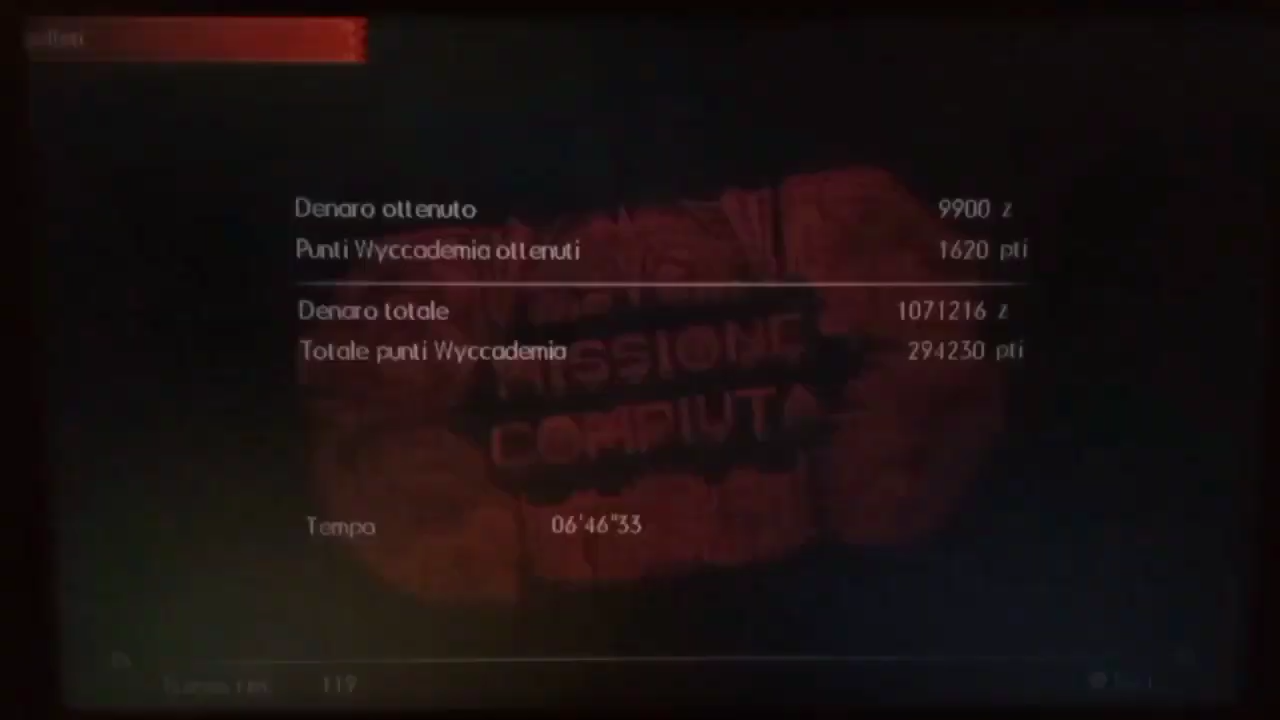 Denaro ottenuto 9900 z
Punti Wyccademia ottenuti 1620 pti
Denaro totale 1071216 z
Totale punti Wyccademia 294230 pti
MISSIONE
COMPIUTA
Tempo 06'46"33
119